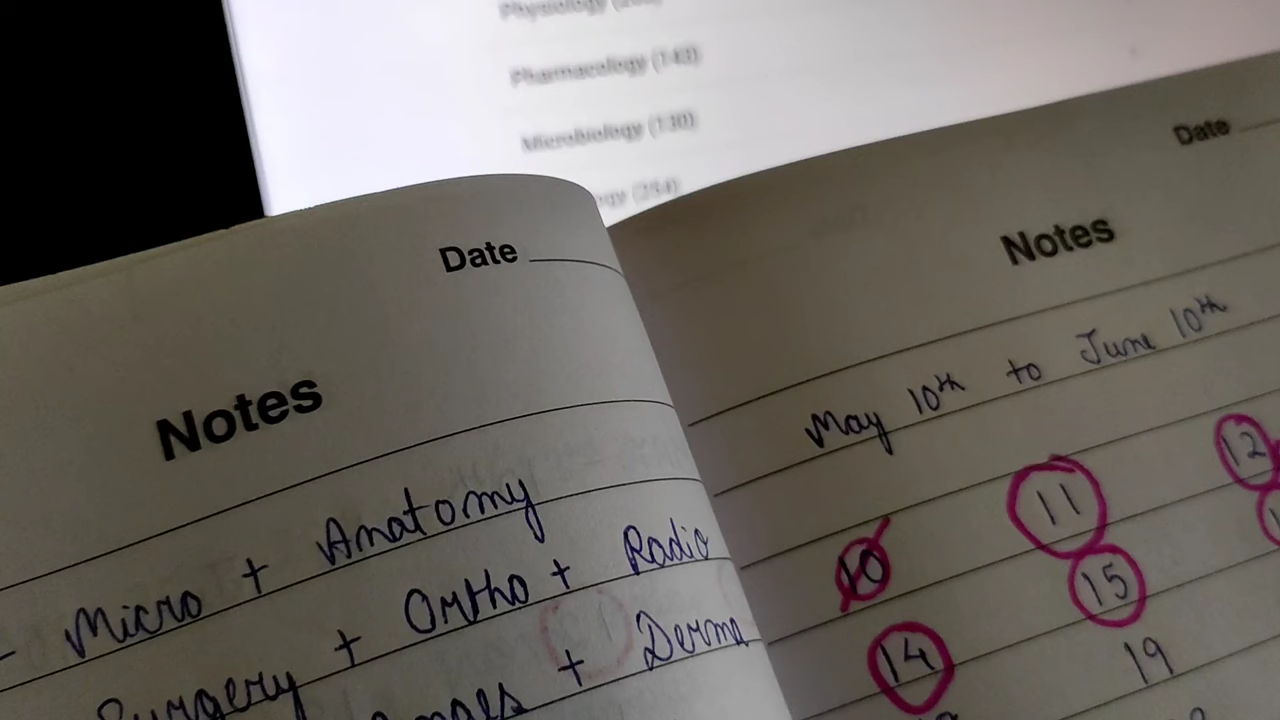 Physiology
Pharmacology (143)
Microbiology (130)
(254)
Date
Notes
- Micro + Anatomy
Surgery + Ortho + Radio
+ Derma
Date
Notes
May 10th to June 10th
10 11 12
14 15
19